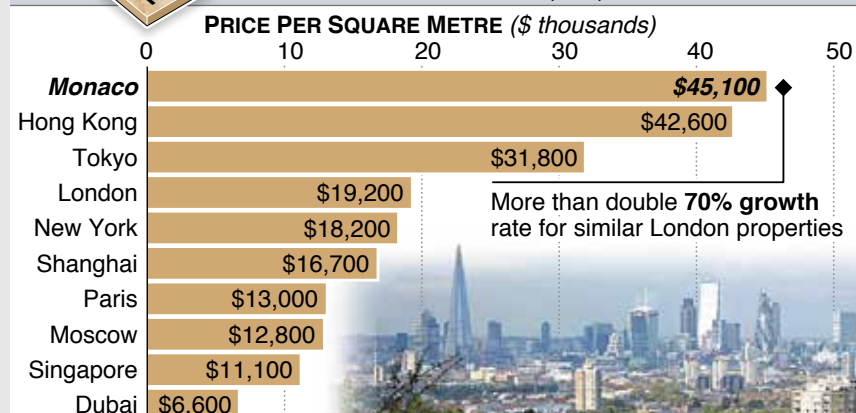 PRICE PER SQUARE METRE ($ thousands)
0 10 20 30 40 50
Monaco $45,100
Hong Kong $42,600
Tokyo $31,800
London $19,200
More than double 70% growth
rate for similar London properties
New York $18,200
Shanghai $16,700
Paris $13,000
Moscow $12,800
Singapore $11,100
Dubai $6,600